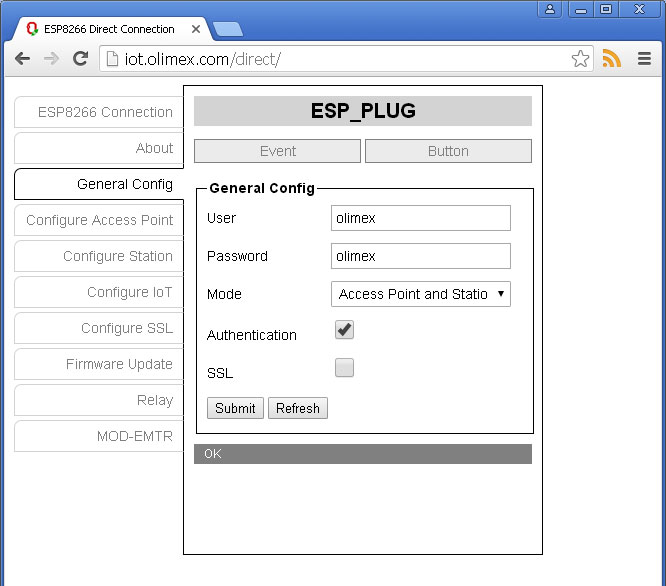 ESP8266 Direct Connection
iot.olimex.com/direct/
ESP8266 Connection
About
General Config
Configure Access Point
Configure Station
Configure IoT
Configure SSL
Firmware Update
Relay
MOD-EMTR
ESP_PLUG
Event Button
General Config
User olimex
Password olimex
Mode Access Point and Statio
Authentication
SSL
Submit Refresh
OK